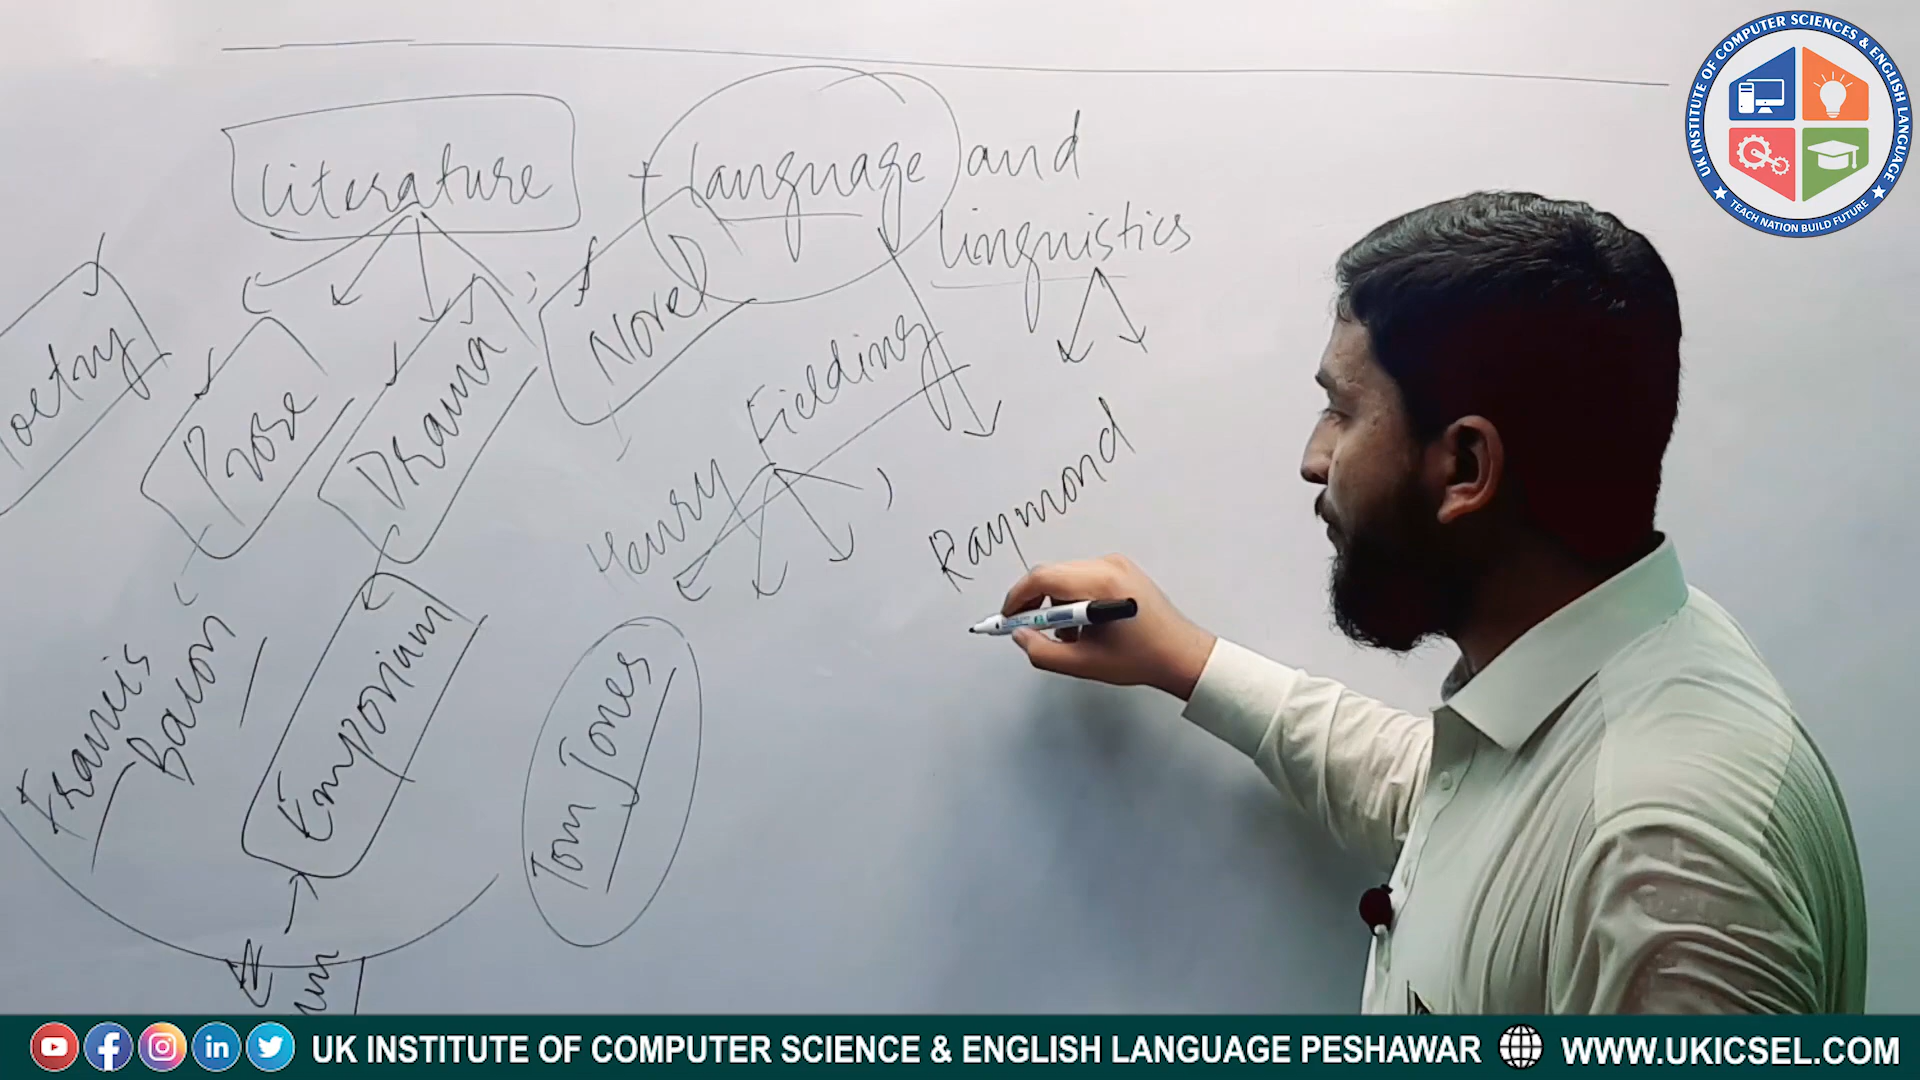 UK INSTITUTE OF COMPUTER SCIENCES & ENGLISH LANGUAGE
TEACH NATION BUILD FUTURE
Literature + Language and
Linguistics
Poetry
Prose
Drama
Novel
Henry Fielding
Raymond
Francis
Bacon
Emporium
Tom Jones
um
UK INSTITUTE OF COMPUTER SCIENCE & ENGLISH LANGUAGE PESHAWAR
WWW.UKICSEL.COM